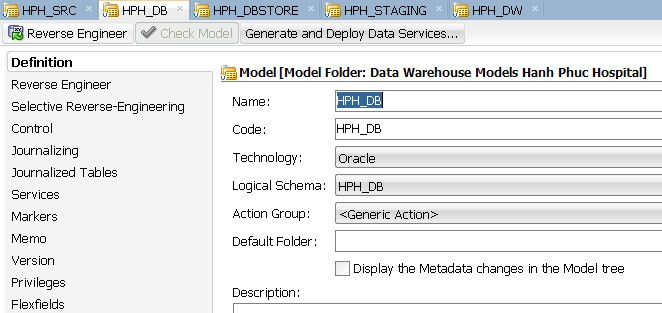 HPH_SRC HPH_DB HPH_DBSTORE HPH_STAGING HPH_DW
Reverse Engineer Check Model Generate and Deploy Data Services...
Definition
Reverse Engineer
Selective Reverse-Engineering
Control
Journalizing
Journalized Tables
Services
Markers
Memo
Version
Privileges
Flexfields
Model [Model Folder: Data Warehouse Models Hanh Phuc Hospital]
Name: HPH_DB
Code: HPH_DB
Technology: Oracle
Logical Schema: HPH_DB
Action Group: <Generic Action>
Default Folder:
Display the Metadata changes in the Model tree
Description: